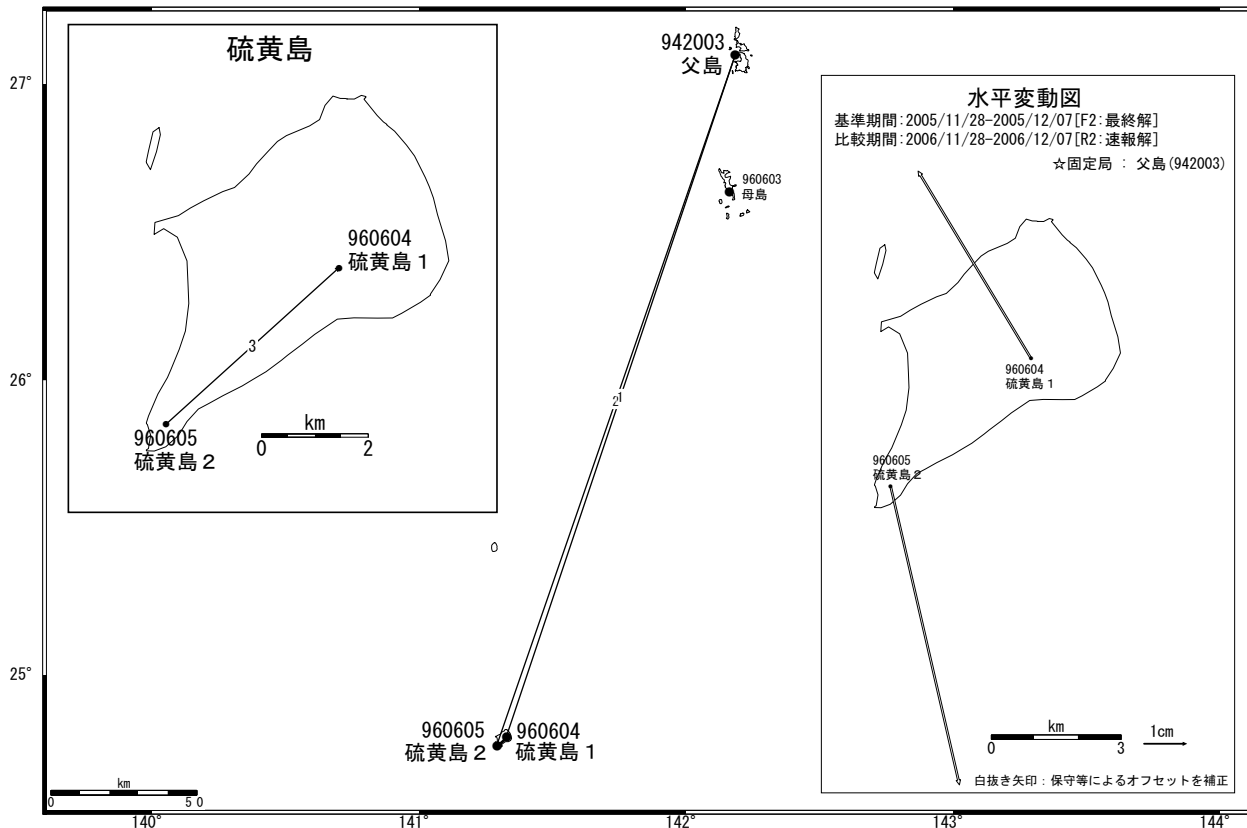 硫黄島
960604
硫黄島１
3
960605
硫黄島２
km
0 2
942003
父島
960603
母島
21
960605
硫黄島２
960604
硫黄島１
km
0 50
27°
26°
25°
140° 141° 142° 143° 144°
水平変動図
基準期間:2005/11/28-2005/12/07[F2:最終解]
比較期間:2006/11/28-2006/12/07[R2:速報解]
☆固定局 : 父島(942003)
960604
硫黄島１
960605
硫黄島２
km
0 3
1cm
白抜き矢印:保守等によるオフセットを補正